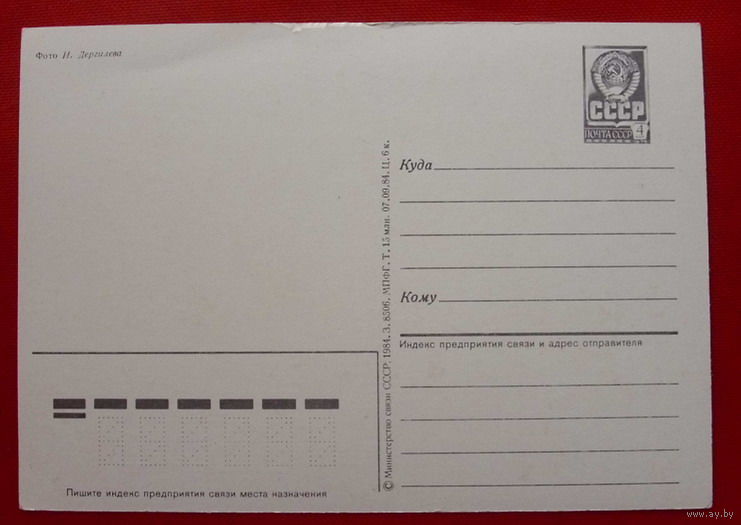 Фото И. Дергилева
СССР
ПОЧТА СССР 4
Куда
Кому
Индекс предприятия связи и адрес отправителя
© Министерство связи СССР. 1984. З. 8506. МПФГ. Т. 15 млн. 07.09.84. Ц. 6 к.
Пишите индекс предприятия связи места назначения
www.ay.by